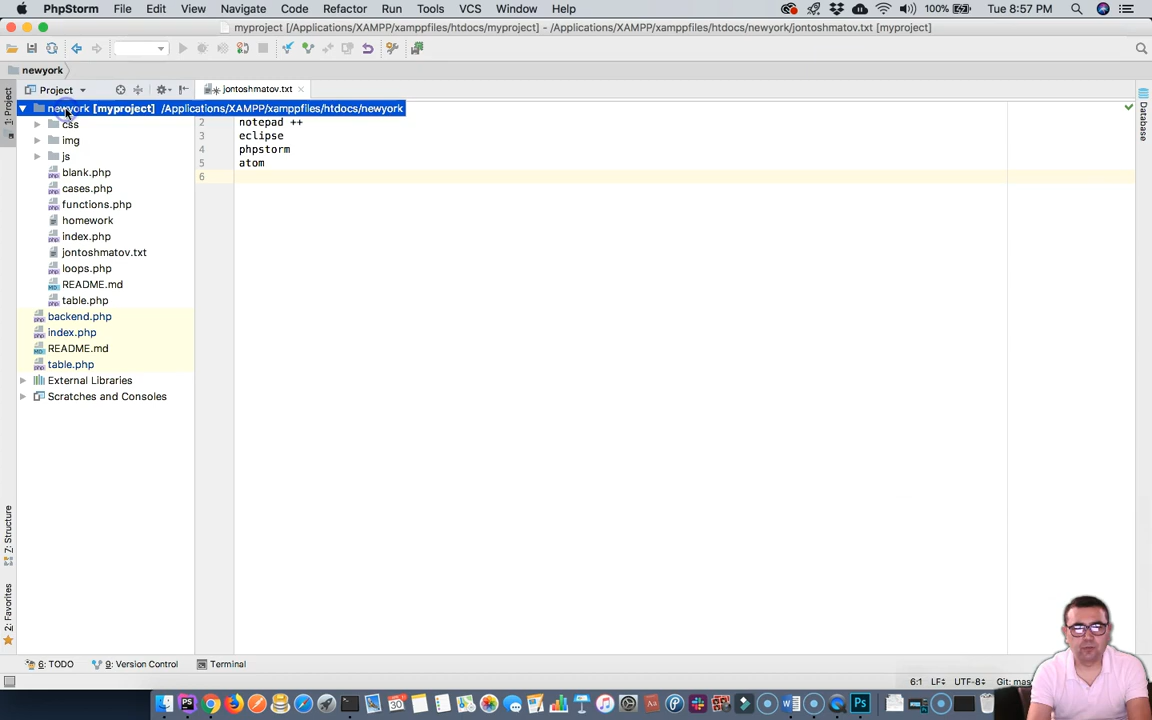 PhpStorm File Edit View Navigate Code Refactor Run Tools VCS Window Help 100% Tue 8:57 PM
myproject [/Applications/XAMPP/xamppfiles/htdocs/myproject] - /Applications/XAMPP/xamppfiles/htdocs/newyork/jontoshmatov.txt [myproject]
newyork
Project jontoshmatov.txt
1: Project
Database
newyork [myproject] /Applications/XAMPP/xamppfiles/htdocs/newyork
css
img
js
blank.php
cases.php
functions.php
homework
index.php
jontoshmatov.txt
loops.php
README.md
table.php
backend.php
index.php
README.md
table.php
External Libraries
Scratches and Consoles
2 notepad ++
3 eclipse
4 phpstorm
5 atom
6
Z: Structure
2: Favorites
6: TODO 9: Version Control Terminal
6:1 LF÷ UTF-8÷ Git: mas